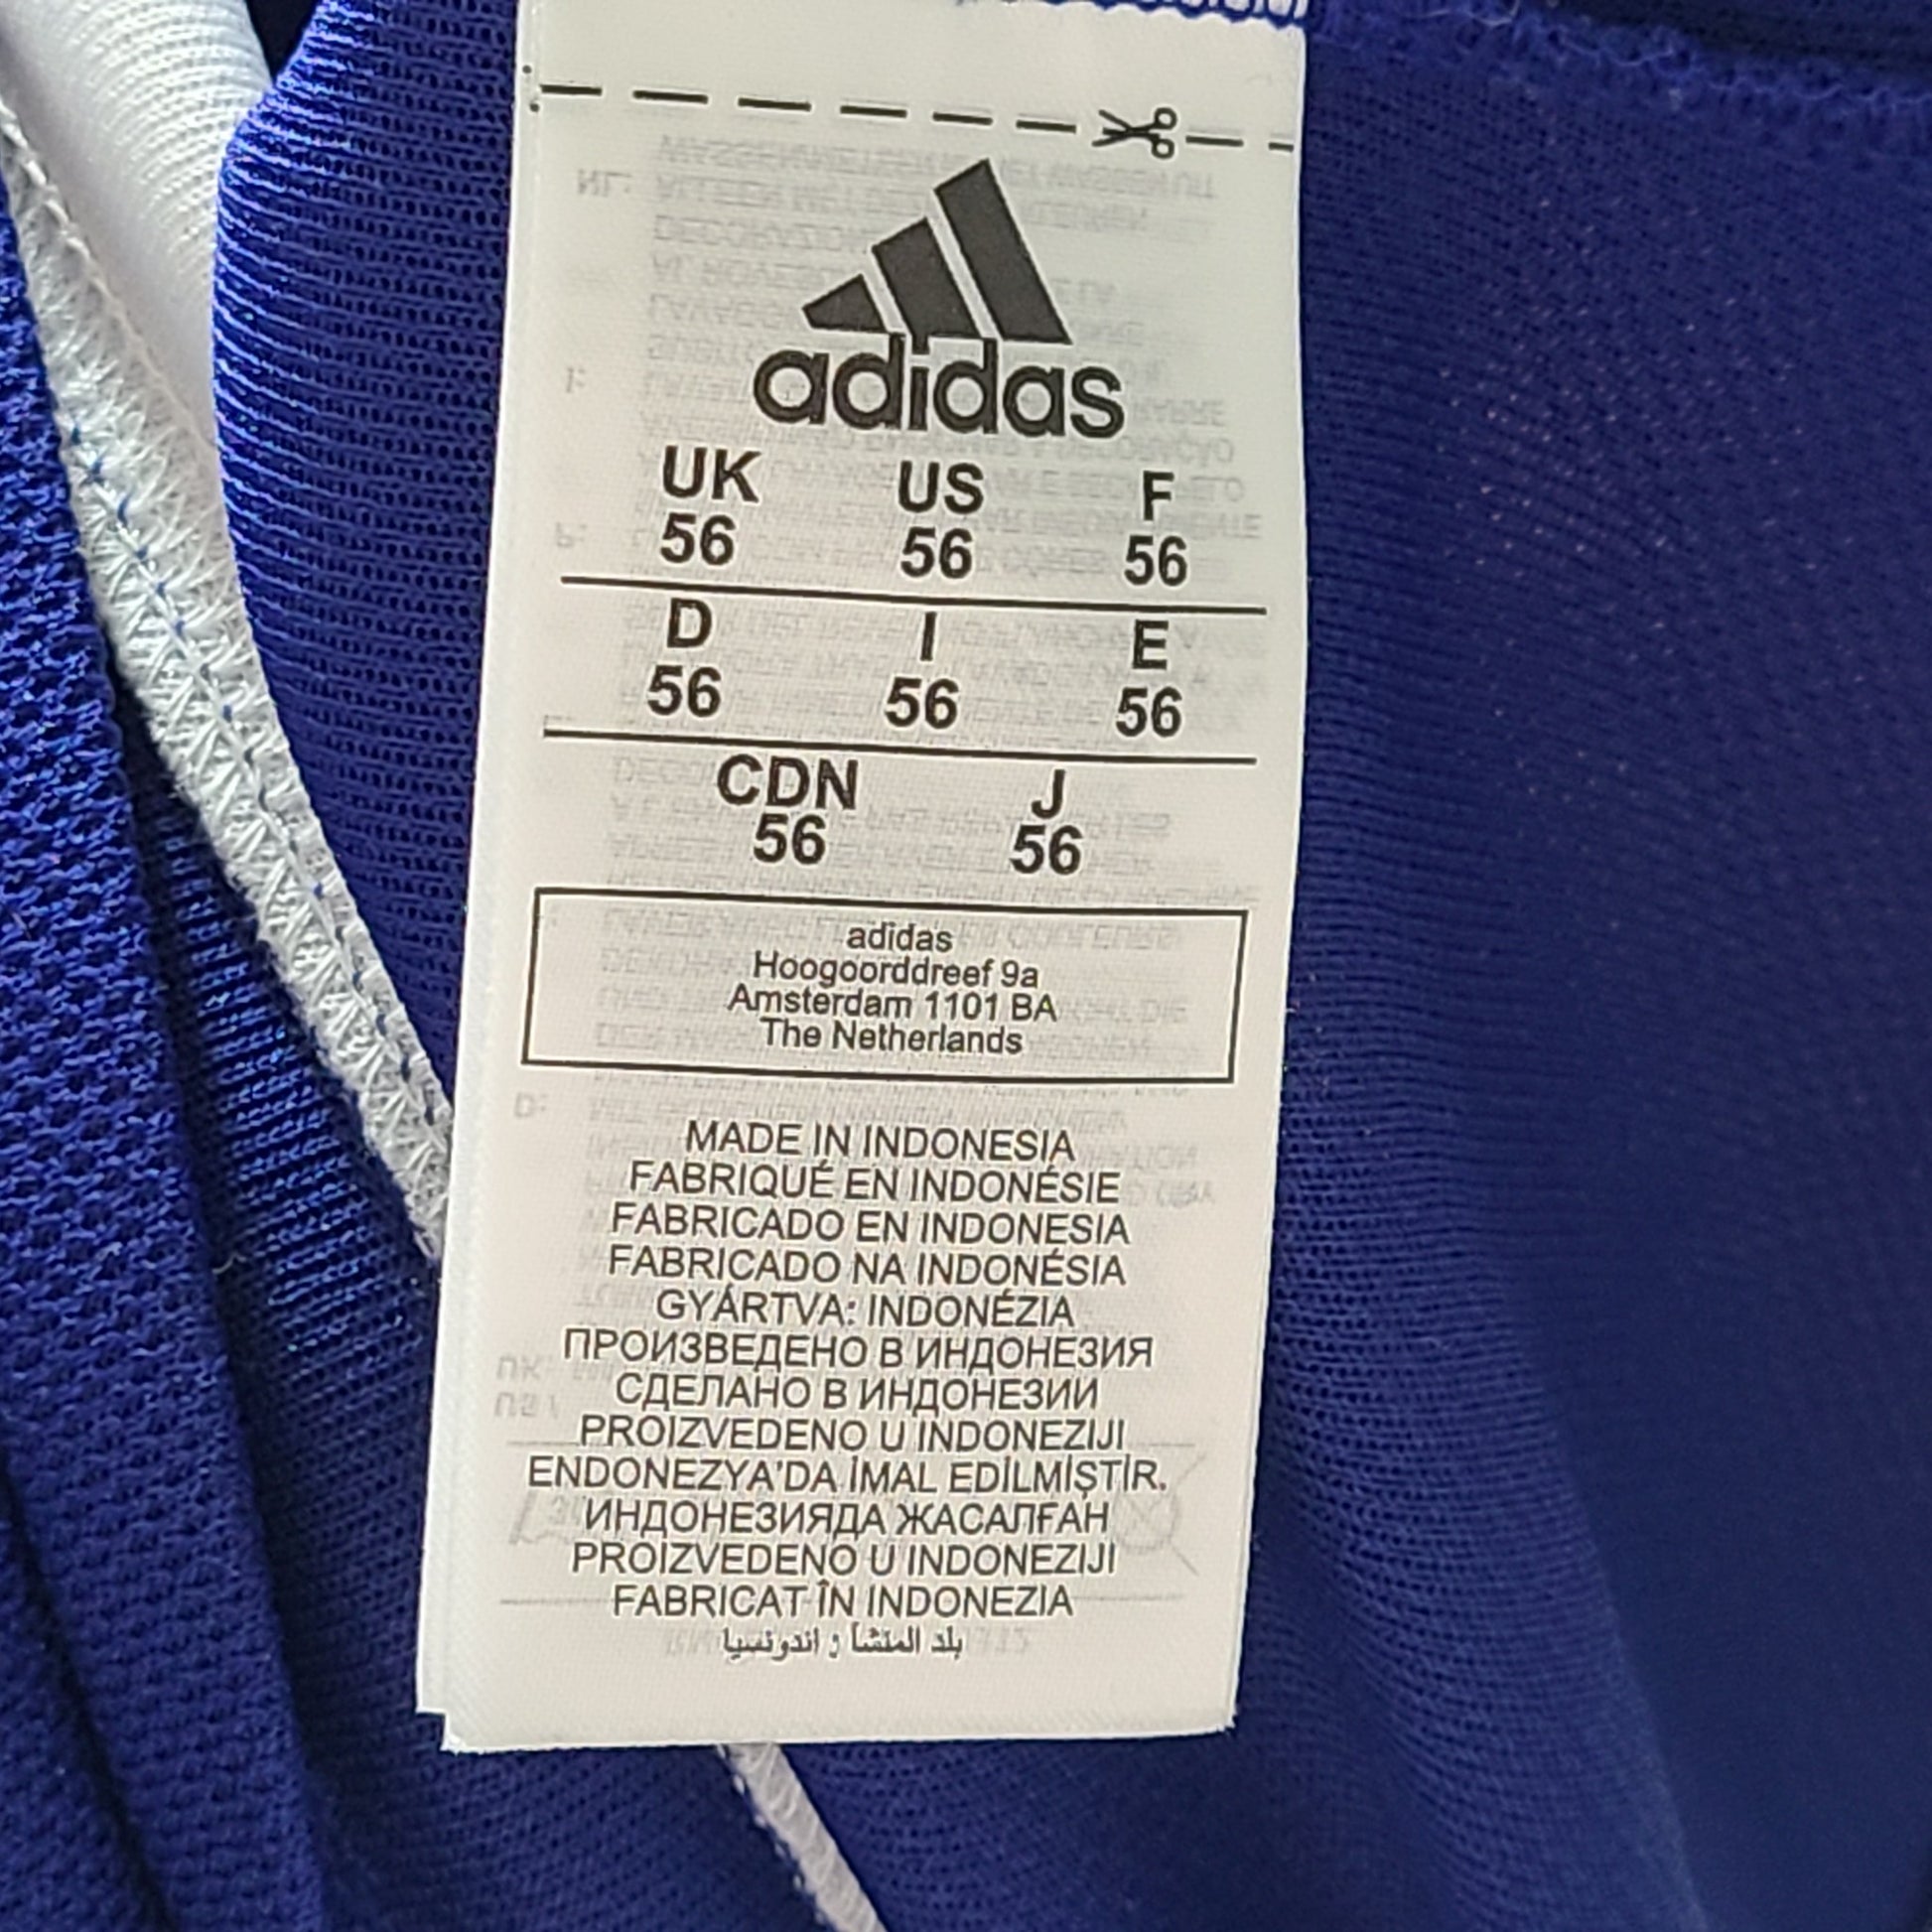 adidas
UK US F
56 56 56
D I E
56 56 56
CDN J
56 56
adidas
Hoogoorddreef 9a
Amsterdam 1101 BA
The Netherlands
MADE IN INDONESIA
FABRIQUÉ EN INDONÉSIE
FABRICADO EN INDONESIA
FABRICADO NA INDONÉSIA
GYÁRTVA: INDONÉZIA
ПРОИЗВЕДЕНО В ИНДОНЕЗИЯ
СДЕЛАНО В ИНДОНЕЗИИ
PROIZVEDENO U INDONEZIJI
ENDONEZYA'DA İMAL EDİLMİŞTİR.
ИНДОНЕЗИЯДА ЖАСАЛҒАН
PROIZVEDENO U INDONEZIJI
FABRICAT ÎN INDONEZIA
بلد المنشأ : اندونسيا